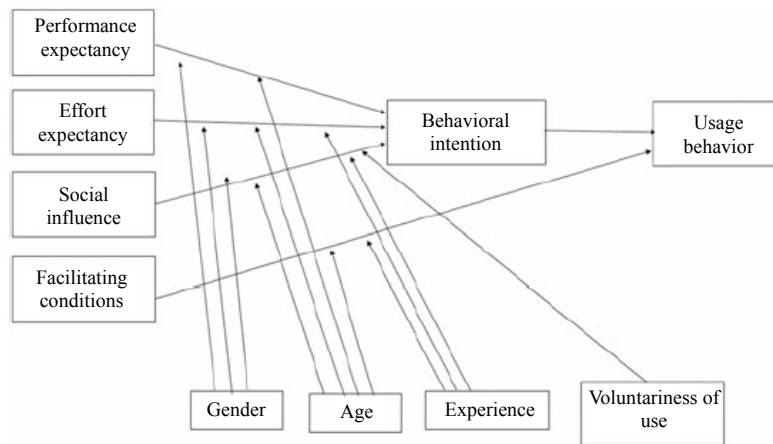 Performance
expectancy
Effort
expectancy
Social
influence
Facilitating
conditions
Behavioral
intention
Usage
behavior
Gender
Age
Experience
Voluntariness of
use